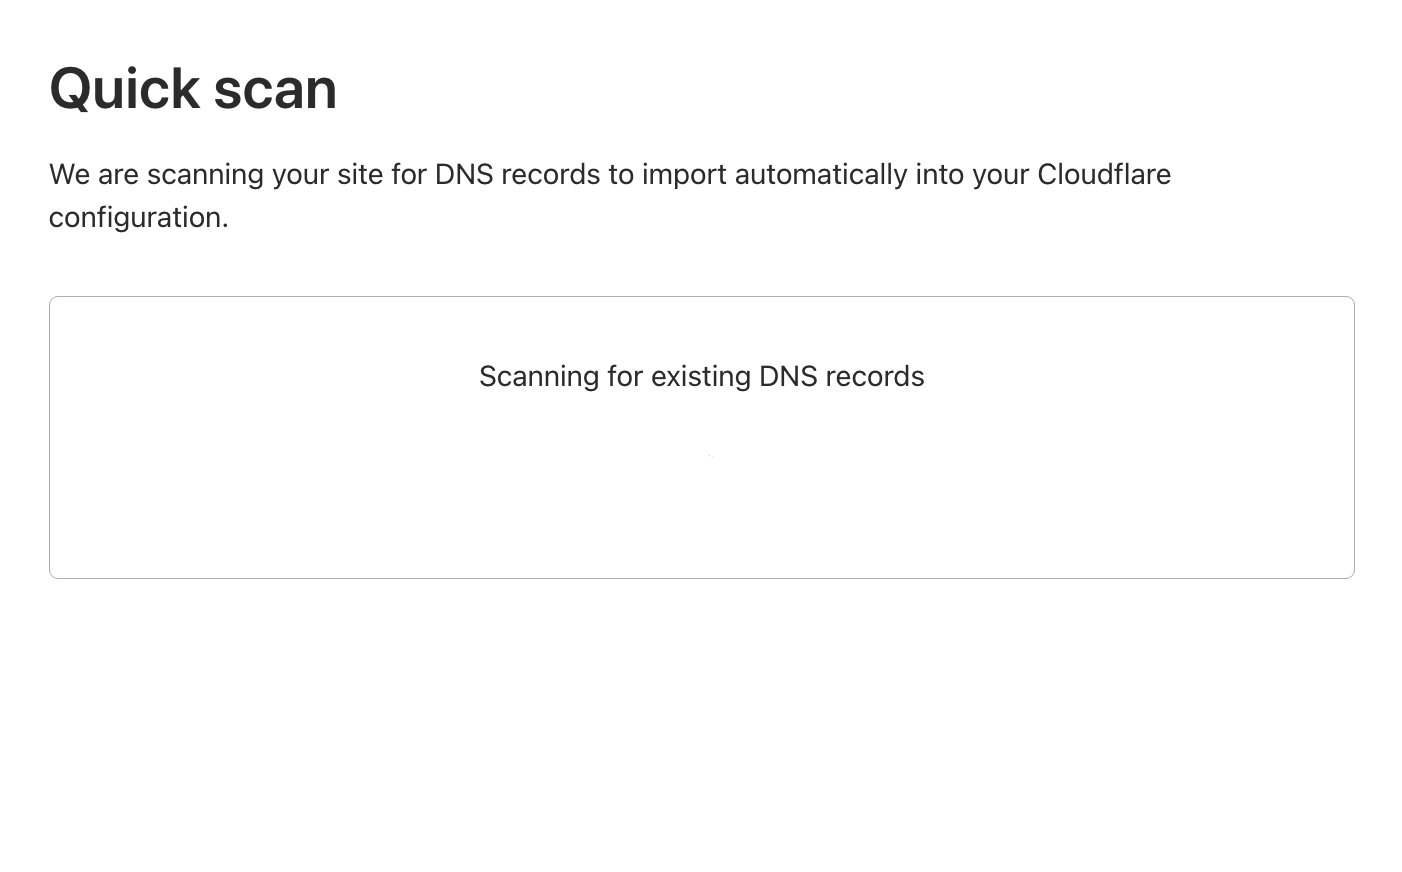 Quick scan
We are scanning your site for DNS records to import automatically into your Cloudflare
configuration.
Scanning for existing DNS records